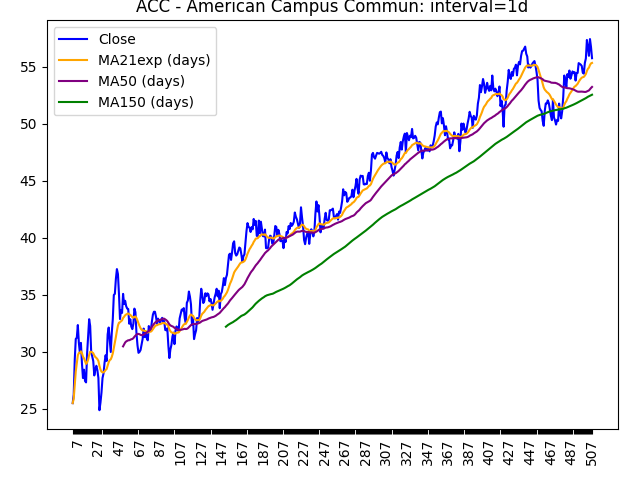 ACC - American Campus Commun: interval=1d
Close
MA21exp (days)
MA50 (days)
MA150 (days)
55
50
45
40
35
30
25
7 27 47 67 87 107 127 147 167 187 207 227 247 267 287 307 327 347 367 387 407 427 447 467 487 507